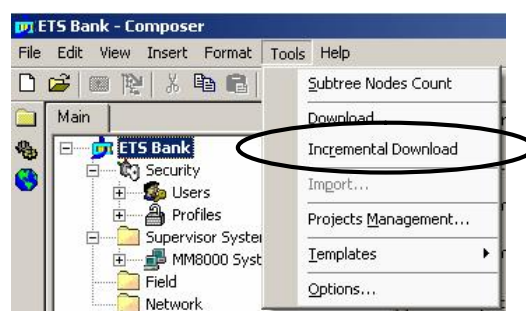 ETS Bank - Composer
File Edit View Insert Format Tools Help
Subtree Nodes Count
Main
Download...
ETS Bank
Incremental Download
Security
Users
Import...
Profiles
Projects Management...
Supervisor System
MM8000 Syst
Templates
Field
Options...
Network